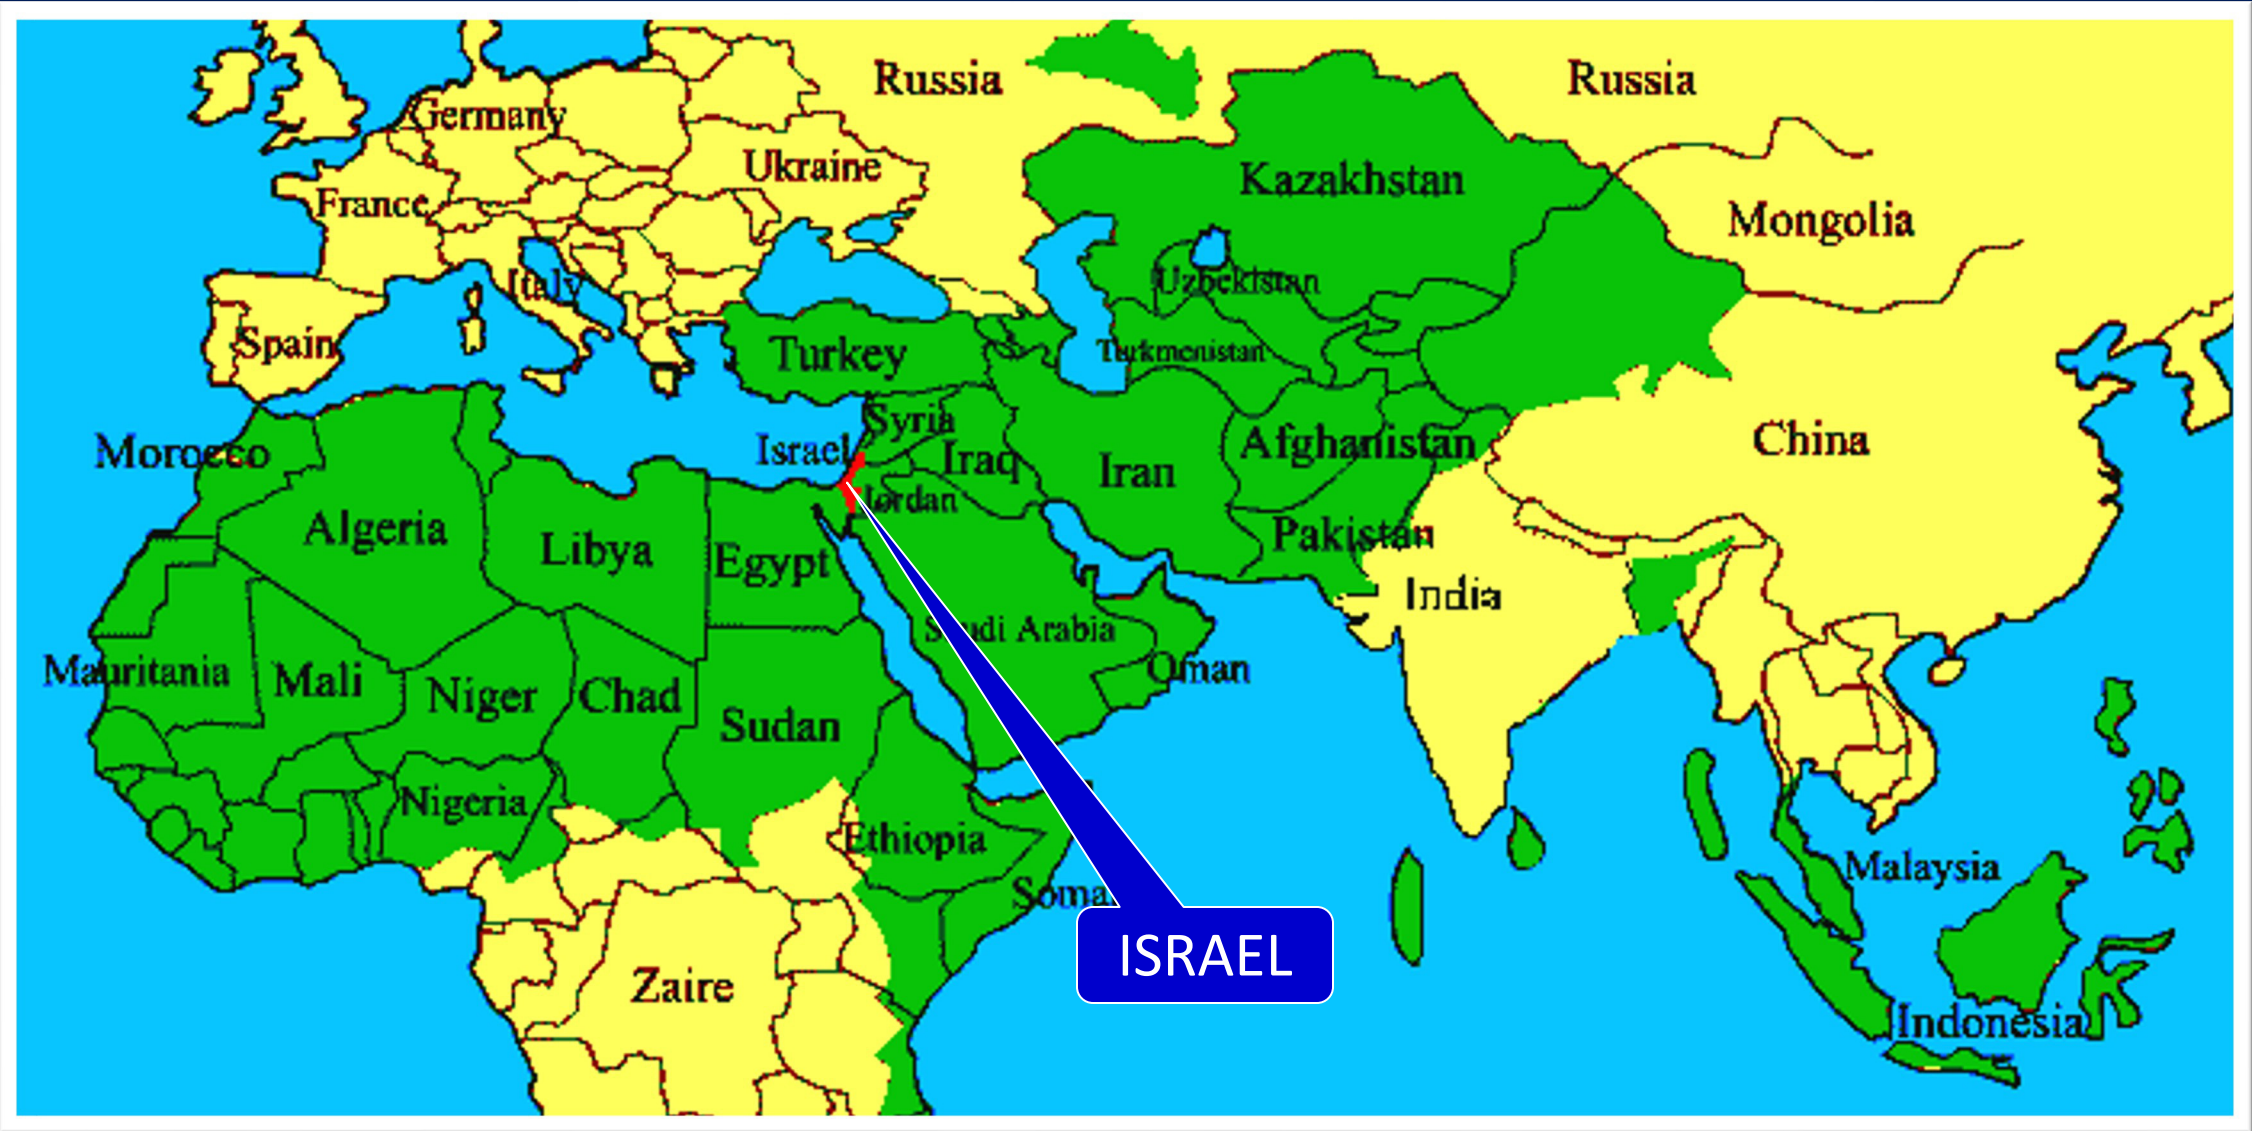 Russia
Russia
Germany
Ukraine
Kazakhstan
France
Mongolia
Italy
Uzbekistan
Spain
Turkey
Turkmenistan
Syria
China
Morocco
Israel
Iraq
Afghanistan
Iran
Jordan
Algeria
Libya
Egypt
Pakistan
India
Saudi Arabia
Mauritania
Mali
Niger
Chad
Oman
Sudan
Nigeria
Ethiopia
Malaysia
Soma
ISRAEL
Zaire
Indonesia